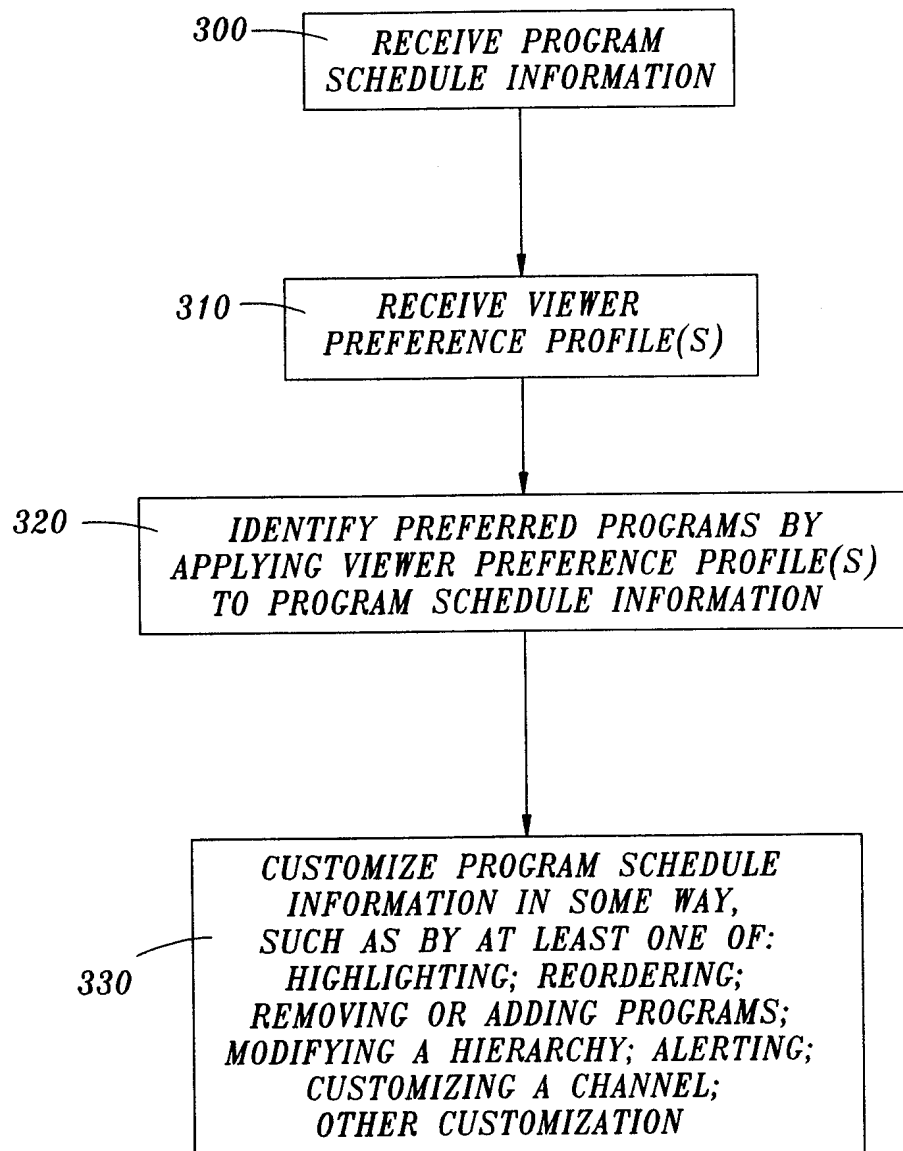 300
RECEIVE PROGRAM
SCHEDULE INFORMATION
310
RECEIVE VIEWER
PREFERENCE PROFILE(S)
320
IDENTIFY PREFERRED PROGRAMS BY
APPLYING VIEWER PREFERENCE PROFILE(S)
TO PROGRAM SCHEDULE INFORMATION
330
CUSTOMIZE PROGRAM SCHEDULE
INFORMATION IN SOME WAY,
SUCH AS BY AT LEAST ONE OF:
HIGHLIGHTING; REORDERING;
REMOVING OR ADDING PROGRAMS;
MODIFYING A HIERARCHY; ALERTING;
CUSTOMIZING A CHANNEL;
OTHER CUSTOMIZATION